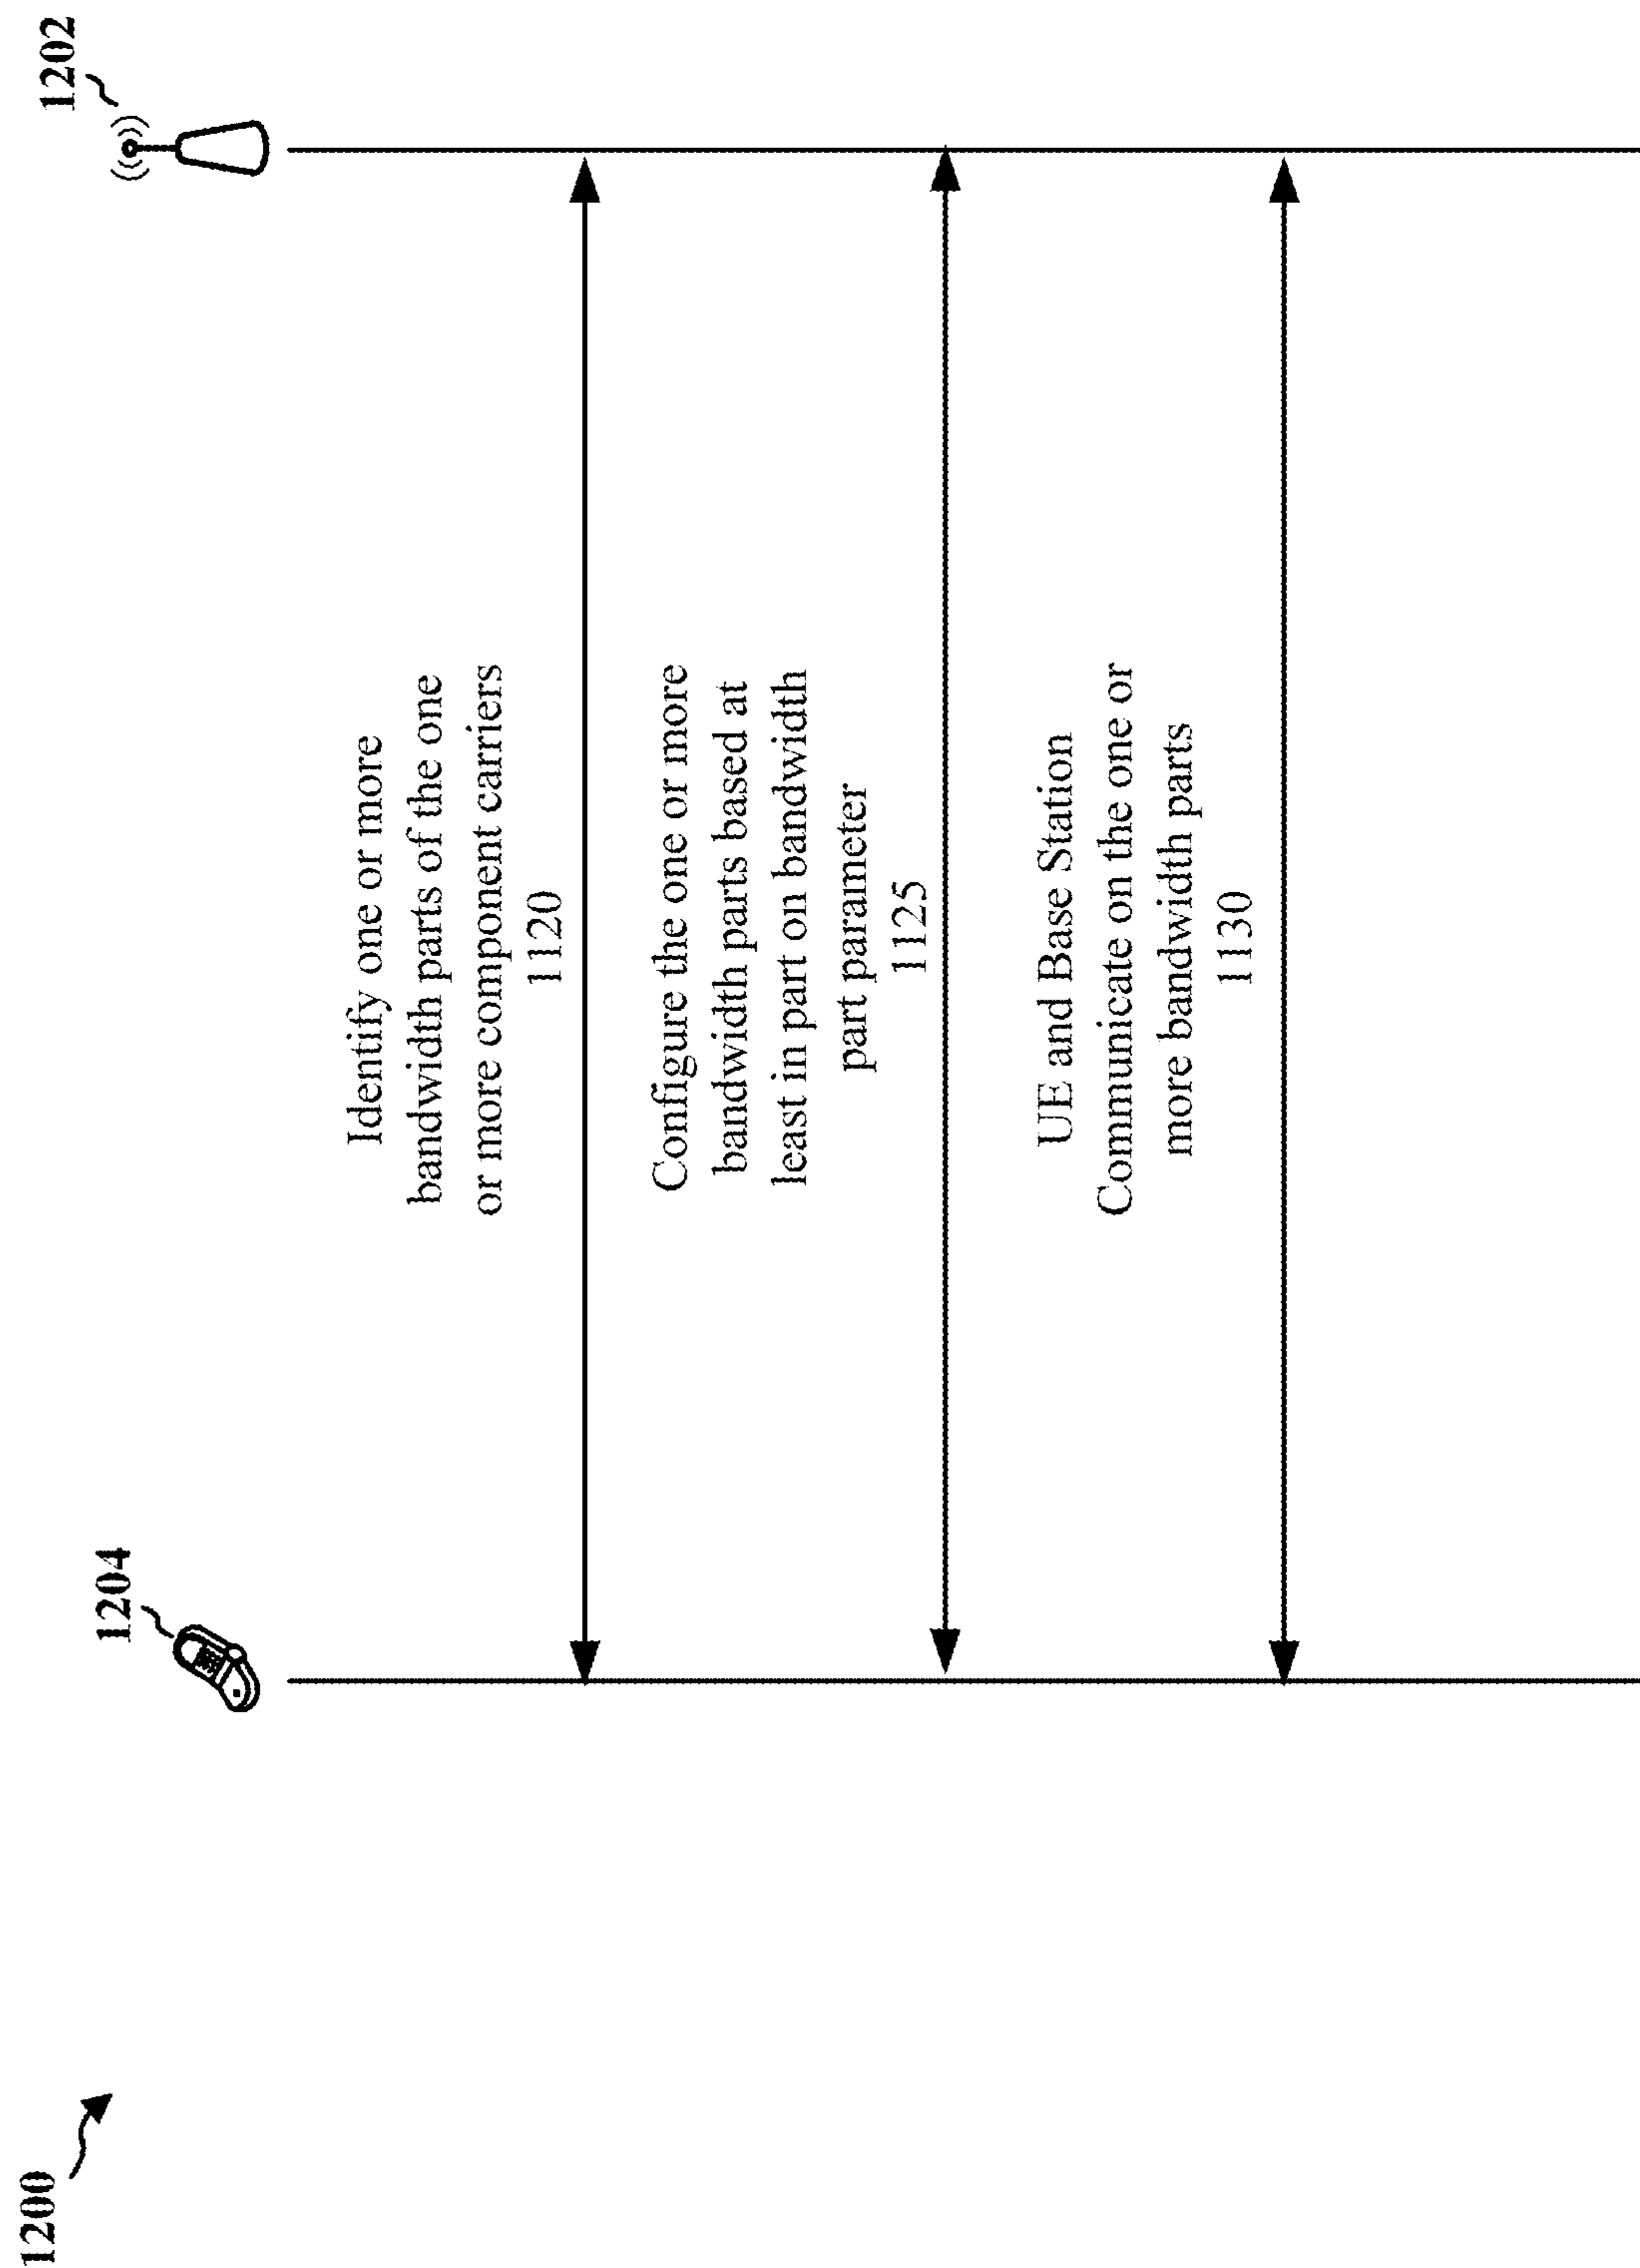 1200
1204
1202
Identify one or more
bandwidth parts of the one
or more component carriers
1120
Configure the one or more
bandwidth parts based at
least in part on bandwidth
part parameter
1125
UE and Base Station
Communicate on the one or
more bandwidth parts
1130